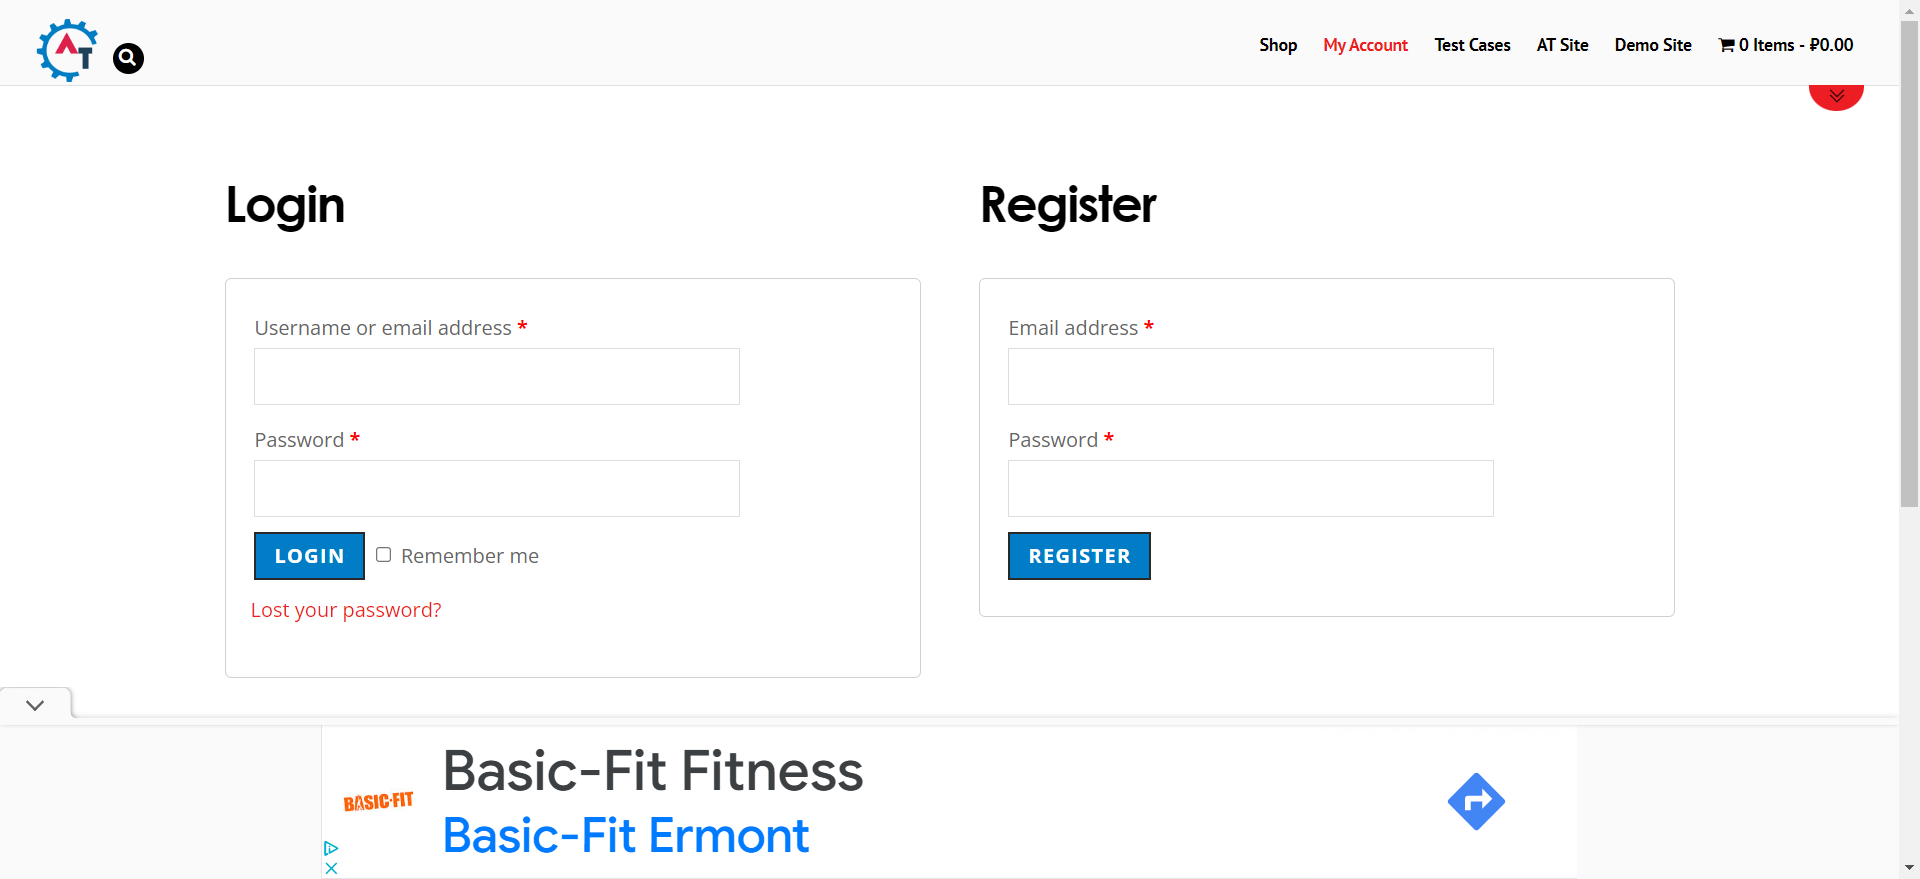 AT
Shop My Account Test Cases AT Site Demo Site 0 Items - ₽0.00
Login
Username or email address *
Password *
LOGIN Remember me
Lost your password?
Register
Email address *
Password *
REGISTER
BASIC-FIT
Basic-Fit Fitness
Basic-Fit Ermont